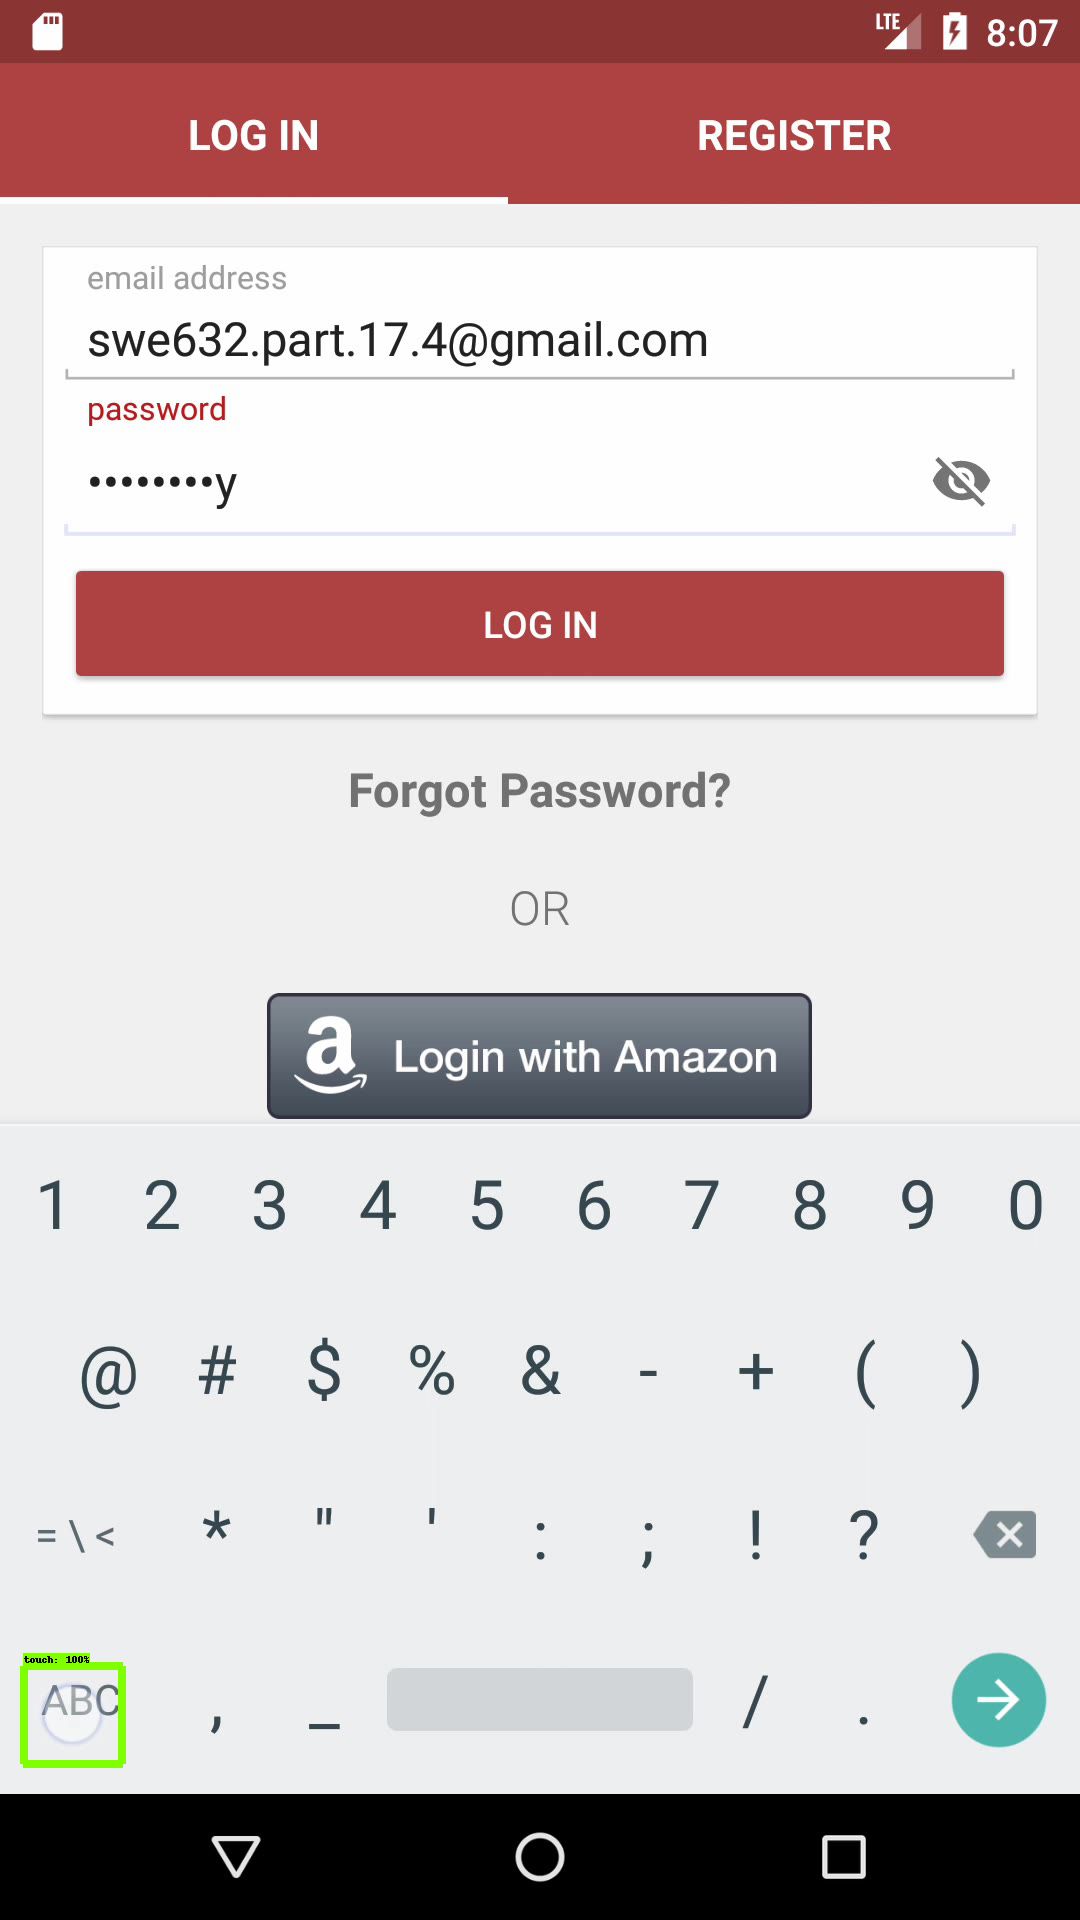 LTE 8:07
LOG IN REGISTER
email address
swe632.part.17.4@gmail.com
password
••••••••y
LOG IN
Forgot Password?
OR
a Login with Amazon
1 2 3 4 5 6 7 8 9 0
@ # $ % & - + ( )
= \ < * " ' : ; ! ?
touch: 100%
ABC , _ / .